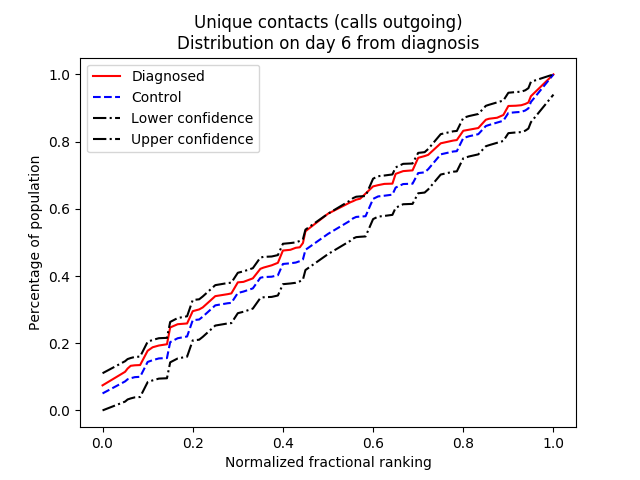 Unique contacts (calls outgoing)
Distribution on day 6 from diagnosis
Diagnosed
Control
Lower confidence
Upper confidence
Percentage of population
1.0
0.8
0.6
0.4
0.2
0.0
0.0 0.2 0.4 0.6 0.8 1.0
Normalized fractional ranking